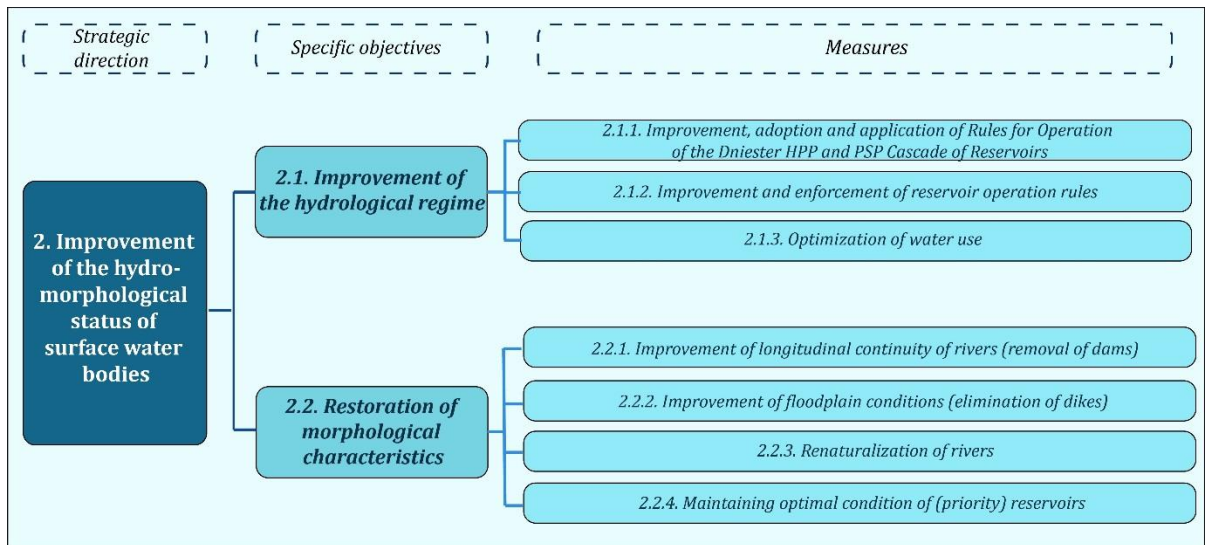 Strategic
direction
Specific objectives
Measures
2. Improvement
of the hydro-
morphological
status of
surface water
bodies
2.1. Improvement of
the hydrological regime
2.1.1. Improvement, adoption and application of Rules for Operation
of the Dniester HPP and PSP Cascade of Reservoirs
2.1.2. Improvement and enforcement of reservoir operation rules
2.1.3. Optimization of water use
2.2. Restoration of
morphological
characteristics
2.2.1. Improvement of longitudinal continuity of rivers (removal of dams)
2.2.2. Improvement of floodplain conditions (elimination of dikes)
2.2.3. Renaturalization of rivers
2.2.4. Maintaining optimal condition of (priority) reservoirs